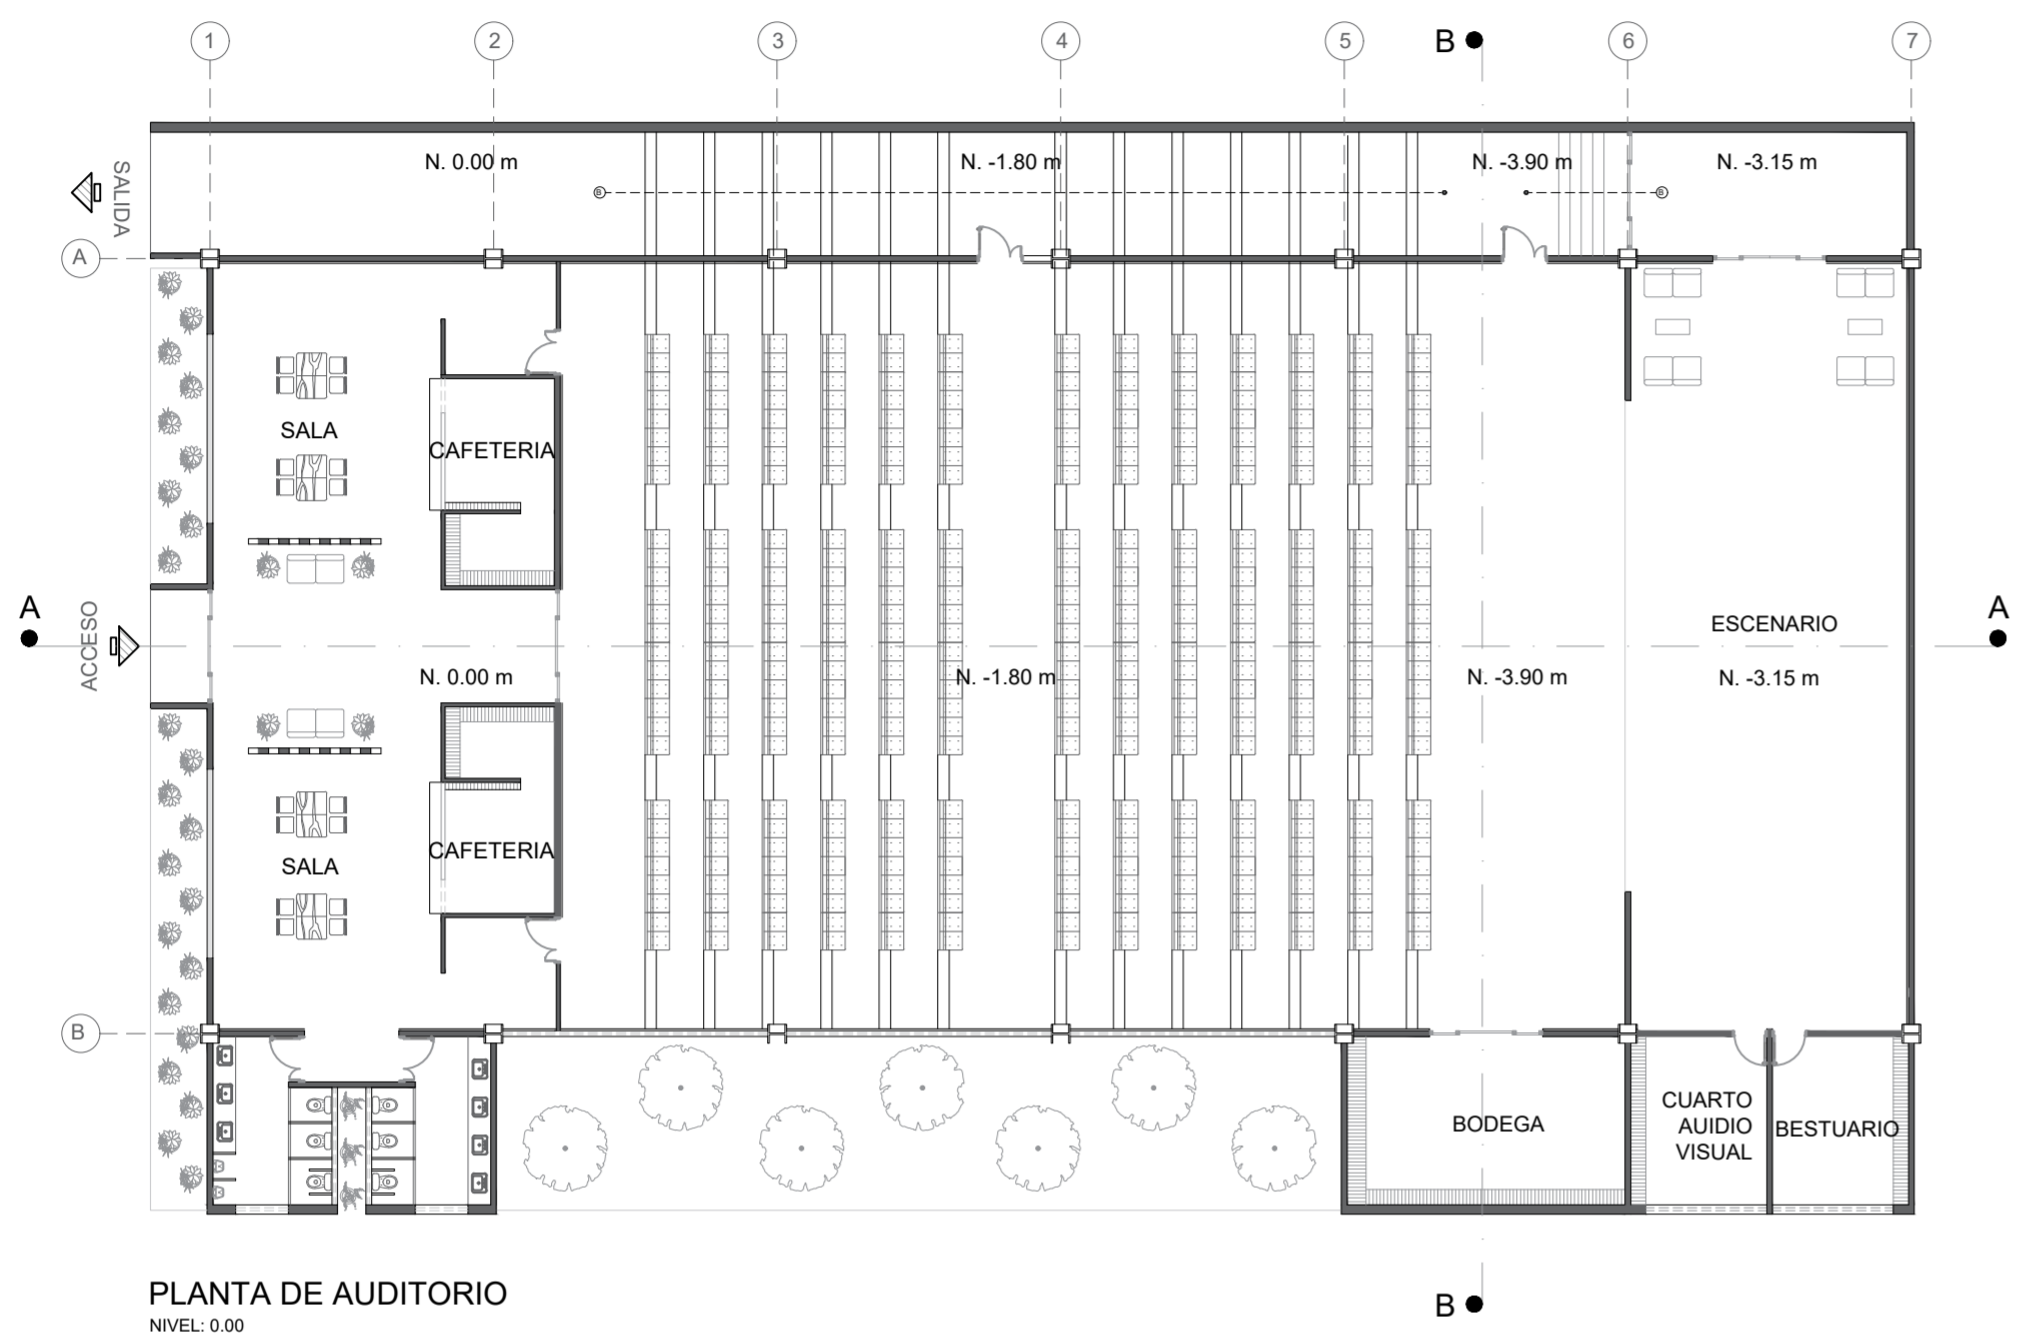 1
2
3
4
5
B
6
7
SALIDA
N. 0.00 m
N. -1.80 m
N. -3.90 m
N. -3.15 m
B
B
A
SALA
CAFETERIA
A
ACCESO
A
ESCENARIO
N. 0.00 m
N. -1.80 m
N. -3.90 m
N. -3.15 m
SALA
CAFETERIA
B
BODEGA
CUARTO
AUIDIO
VISUAL
BESTUARIO
PLANTA DE AUDITORIO
NIVEL: 0.00
B